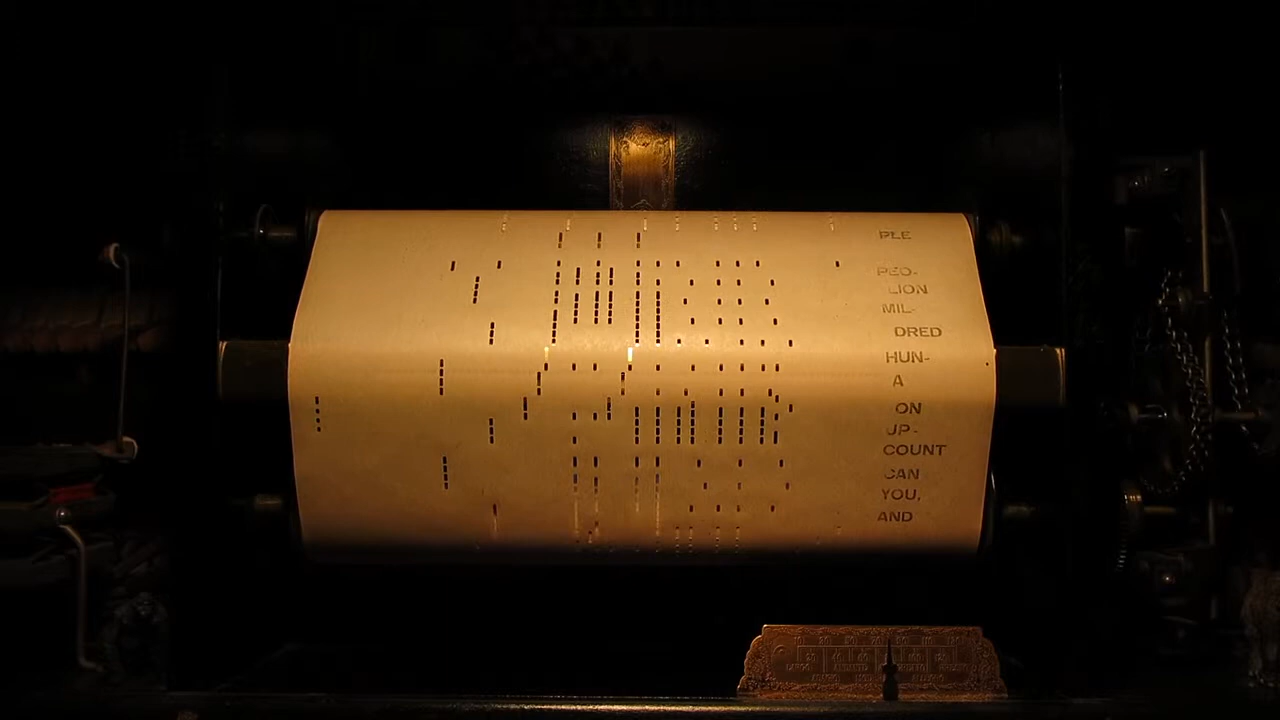 PLE
PEO-
LION
MIL-
DRED
HUN-
A
ON
UP-
COUNT
CAN
YOU,
AND